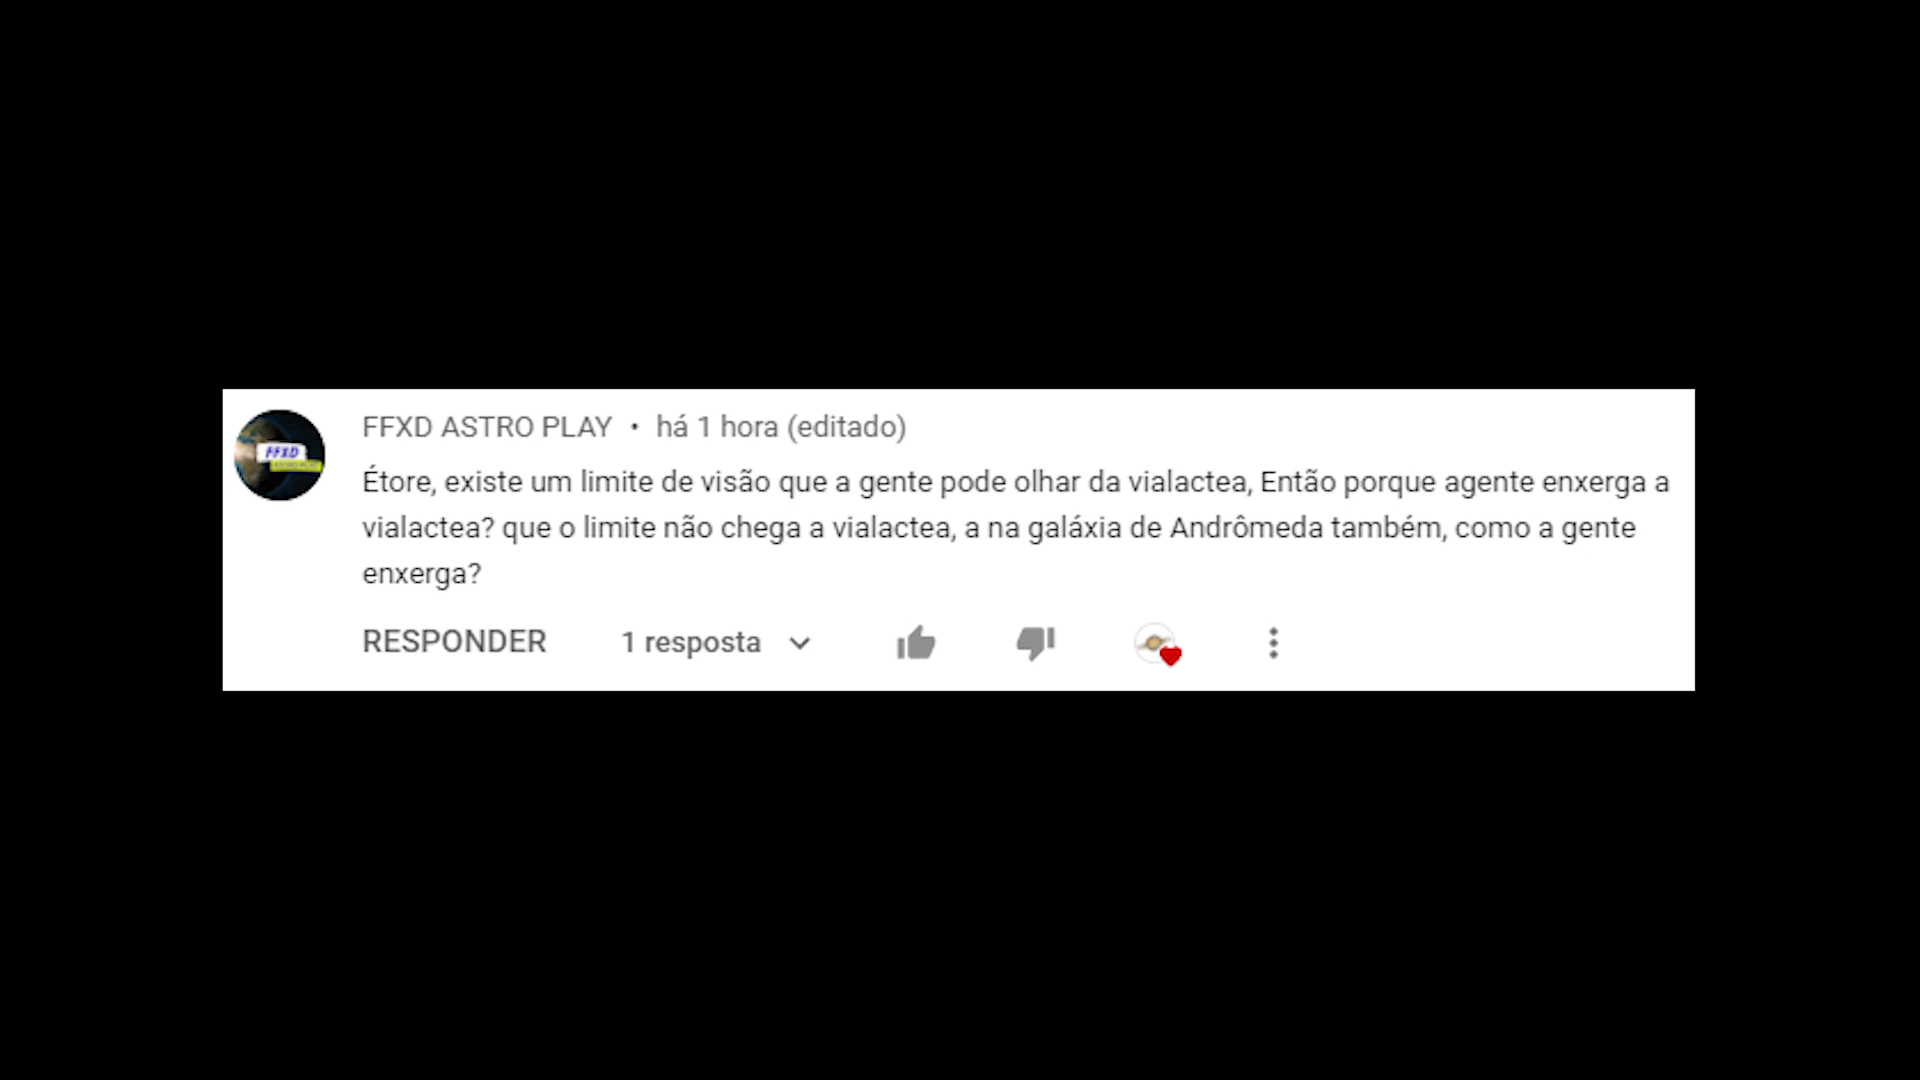 FFXD ASTRO PLAY • há 1 hora (editado)
FFXD
Étore, existe um limite de visão que a gente pode olhar da vialactea, Então porque agente enxerga a
vialactea? que o limite não chega a vialactea, a na galáxia de Andrômeda também, como a gente
enxerga?
RESPONDER 1 resposta